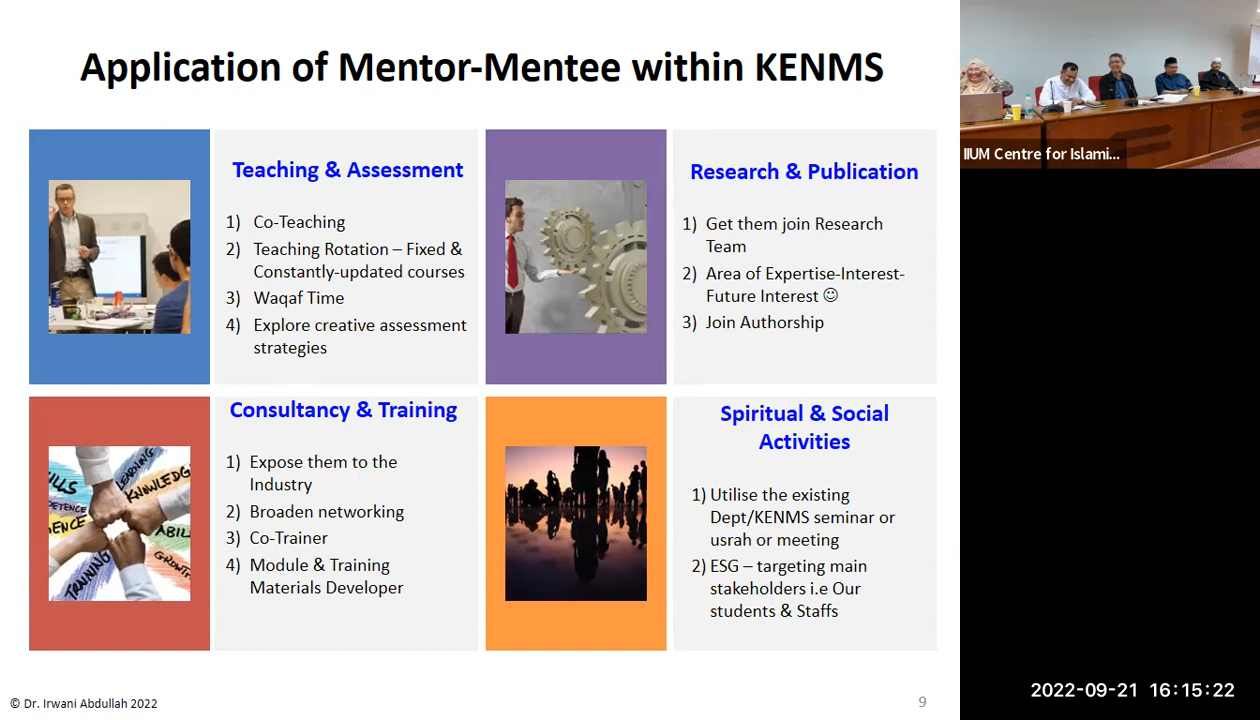 Application of Mentor-Mentee within KENMS
Teaching & Assessment
1) Co-Teaching
2) Teaching Rotation – Fixed &
Constantly-updated courses
3) Waqaf Time
4) Explore creative assessment
strategies
Research & Publication
1) Get them join Research
Team
2) Area of Expertise-Interest-
Future Interest ☺
3) Join Authorship
LEARNING
KNOWLEDG
ABIL
GROWT
TRAINING
Consultancy & Training
1) Expose them to the
Industry
2) Broaden networking
3) Co-Trainer
4) Module & Training
Materials Developer
Spiritual & Social
Activities
1) Utilise the existing
Dept/KENMS seminar or
usrah or meeting
2) ESG – targeting main
stakeholders i.e Our
students & Staffs
© Dr. Irwani Abdullah 2022
9
IIUM Centre for Islami...
2022-09-21 16:15:22